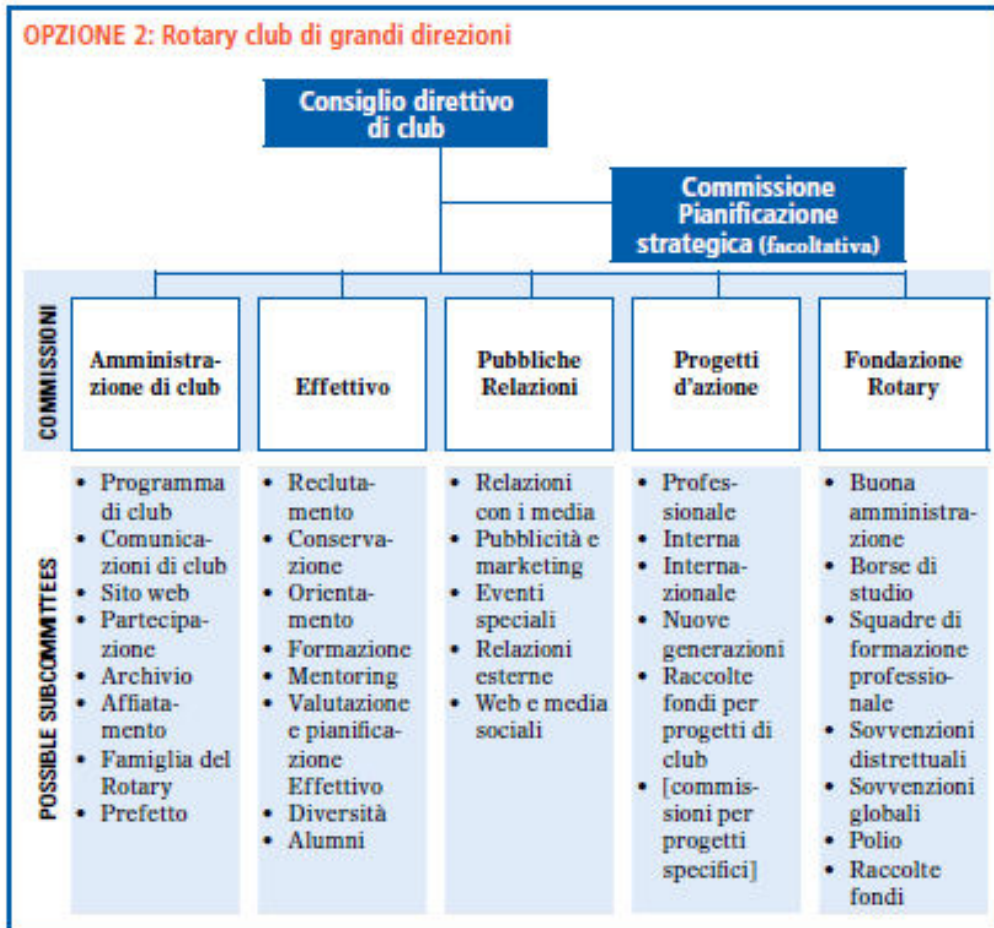 OPZIONE 2: Rotary club di grandi direzioni
Consiglio direttivo
di club
Commissione
Pianificazione
strategica (facoltativa)
COMMISSIONI
Amministra-
zione di club
Effettivo
Pubbliche
Relazioni
Progetti
d'azione
Fondazione
Rotary
POSSIBLE SUBCOMMITTEES
• Programma
di club
• Comunica-
zioni di club
• Sito web
• Partecipa-
zione
• Archivio
• Affiata-
mento
• Famiglia del
Rotary
• Prefetto
• Recluta-
mento
• Conserva-
zione
• Orienta-
mento
• Formazione
• Mentoring
• Valutazione
e pianifica-
zione
Effettivo
• Diversità
• Alumni
• Relazioni
con i media
• Pubblicità e
marketing
• Eventi
speciali
• Relazioni
esterne
• Web e media
sociali
• Profes-
sionale
• Interna
• Interna-
zionale
• Nuove
generazioni
• Raccolte
fondi per
progetti di
club
• [commis-
sioni per
progetti
specifici]
• Buona
amministra-
zione
• Borse di
studio
• Squadre di
formazione
professio-
nale
• Sovvenzioni
distrettuali
• Sovvenzioni
globali
• Polio
• Raccolte
fondi